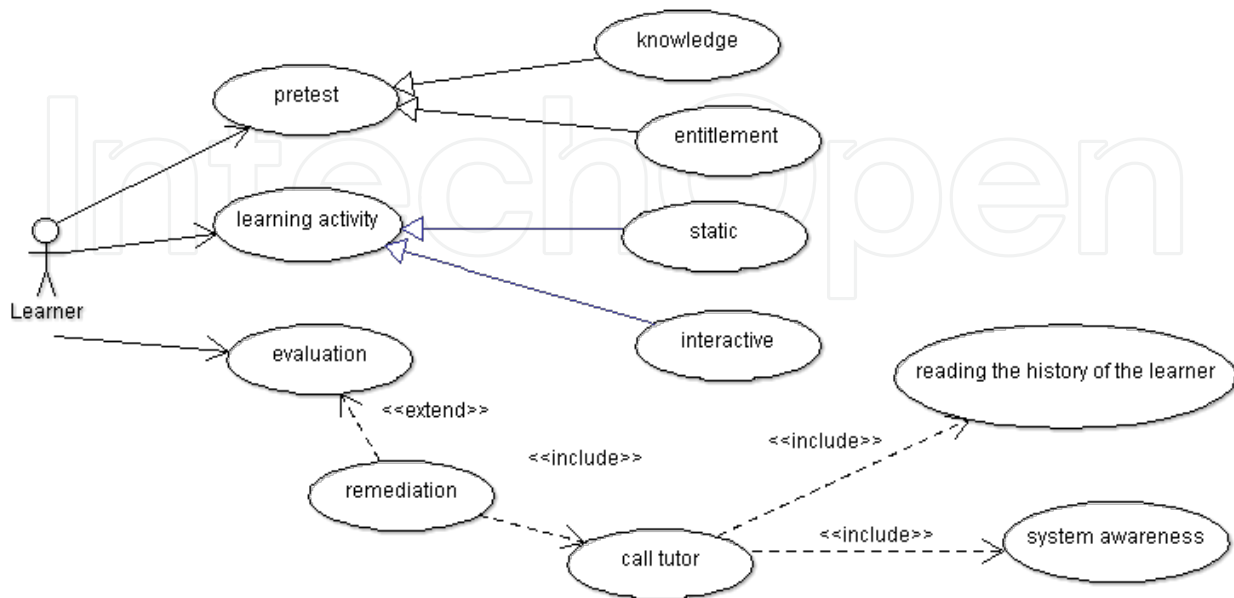 IntechOpen
knowledge
pretest
entitlement
learning activity
static
Learner
interactive
evaluation
reading the history of the learner
<<extend>>
<<include>>
<<include>>
remediation
<<include>>
system awareness
call tutor